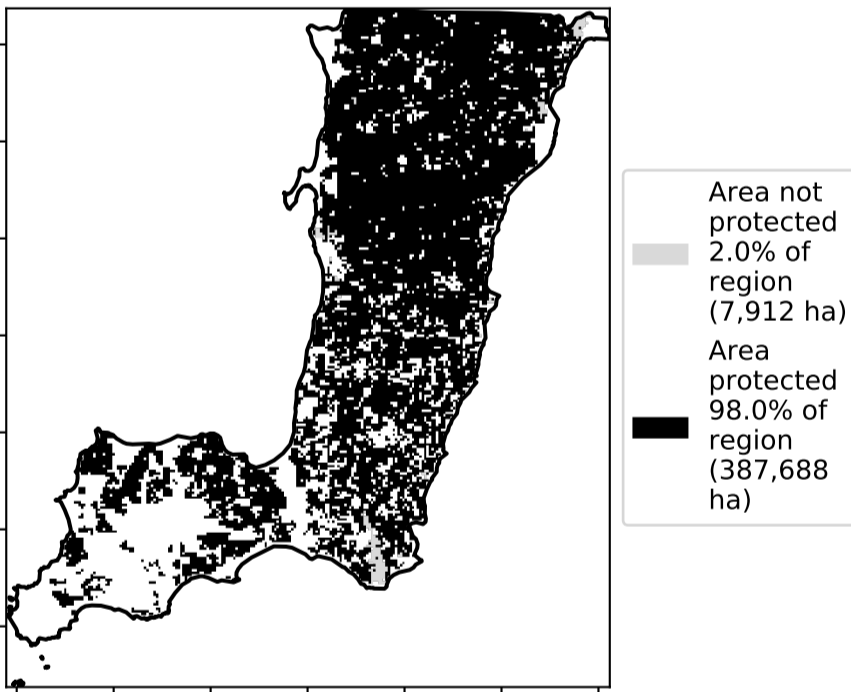 Area not
protected
2.0% of
region
(7,912 ha)
Area
protected
98.0% of
region
(387,688
ha)